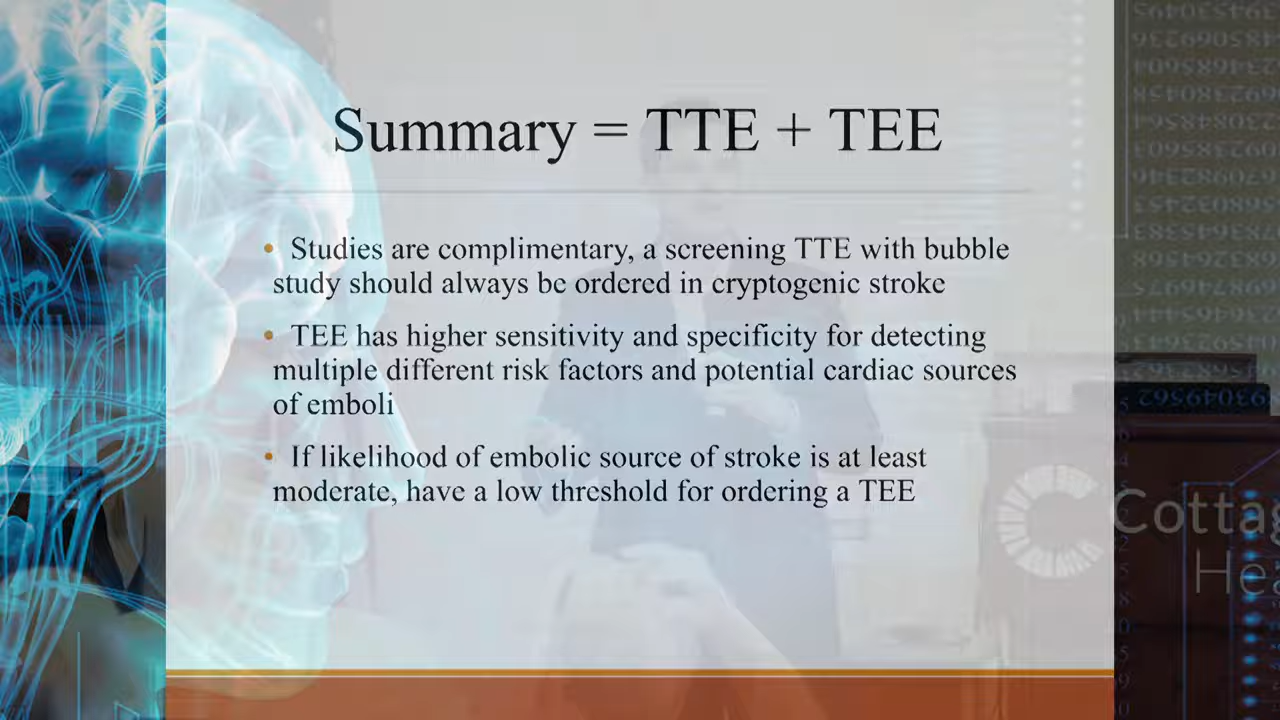 Summary = TTE + TEE
• Studies are complimentary, a screening TTE with bubble
study should always be ordered in cryptogenic stroke
• TEE has higher sensitivity and specificity for detecting
multiple different risk factors and potential cardiac sources
of emboli
• If likelihood of embolic source of stroke is at least
moderate, have a low threshold for ordering a TEE